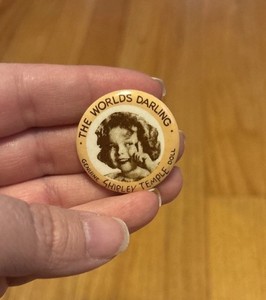 · THE WORLDS DARLING ·
GENUINE SHIRLEY TEMPLE DOLL